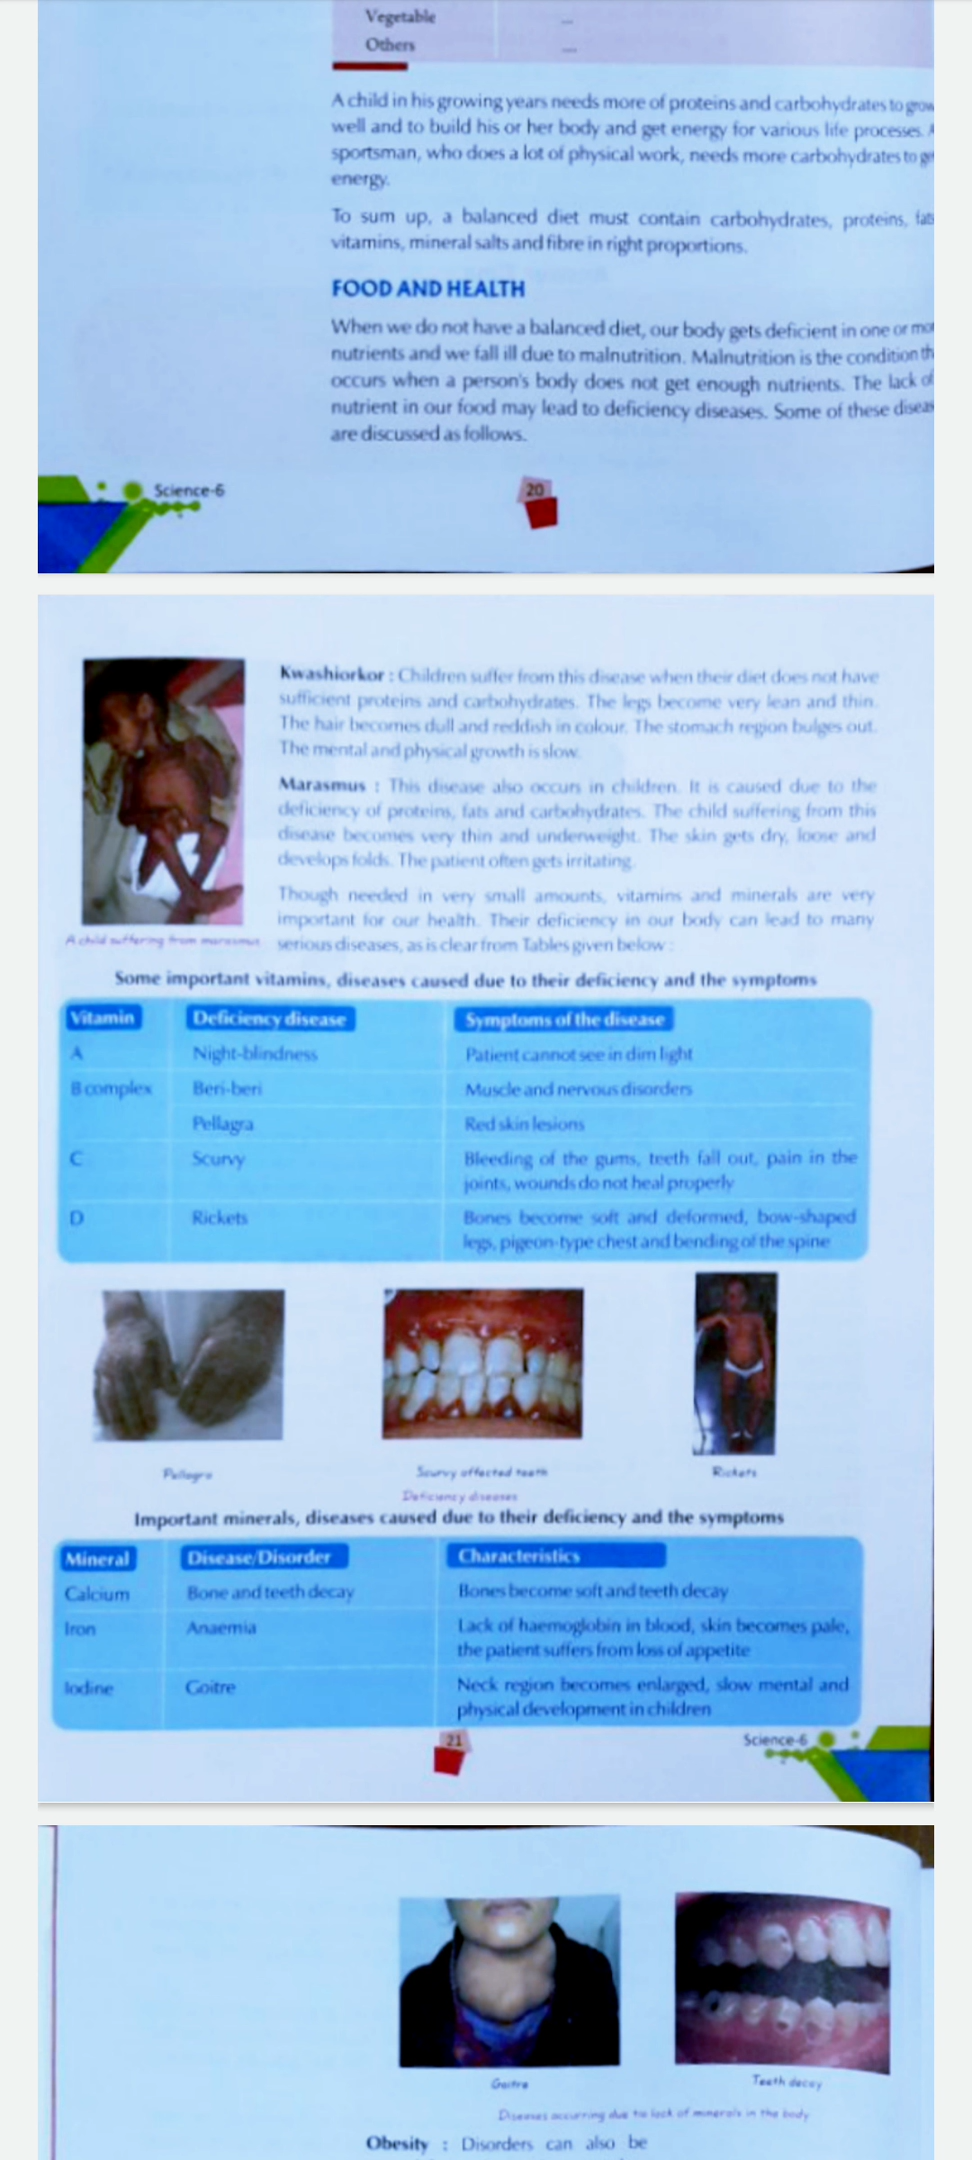 Vegetable –
Others –
A child in his growing years needs more of proteins and carbohydrates to grow
well and to build his or her body and get energy for various life processes. A
sportsman, who does a lot of physical work, needs more carbohydrates to
energy.
To sum up, a balanced diet must contain carbohydrates, proteins, fats
vitamins, mineral salts and fibre in right proportions.
FOOD AND HEALTH
When we do not have a balanced diet, our body gets deficient in one or
nutrients and we fall ill due to malnutrition. Malnutrition is the condition
occurs when a person's body does not get enough nutrients. The lack of
nutrient in our food may lead to deficiency diseases. Some of these
are discussed as follows.
Science-6
20
Kwashiorkor : Children suffer from this disease when their diet does not have
sufficient proteins and carbohydrates. The legs become very lean and thin.
The hair becomes dull and reddish in colour. The stomach region bulges out.
The mental and physical growth is slow.
Marasmus : This disease also occurs in children. It is caused due to the
deficiency of proteins, fats and carbohydrates. The child suffering from this
disease becomes very thin and underweight. The skin gets dry, loose and
develops folds. The patient often gets irritating.
Though needed in very small amounts, vitamins and minerals are very
important for our health. Their deficiency in our body can lead to many
serious diseases, as is clear from Tables given below :
A child suffering from marasmus
Some important vitamins, diseases caused due to their deficiency and the symptoms
Vitamin Deficiency disease Symptoms of the disease
A Night-blindness Patient cannot see in dim light
B complex Beri-beri Muscle and nervous disorders
Pellagra Red skin lesions
C Scurvy Bleeding of the gums, teeth fall out, pain in the
joints, wounds do not heal properly
D Rickets Bones become soft and deformed, bow-shaped
legs, pigeon-type chest and bending of the spine
Pellagra
Scurvy affected teeth
Rickets
Deficiency diseases
Important minerals, diseases caused due to their deficiency and the symptoms
Mineral Disease/Disorder Characteristics
Calcium Bone and teeth decay Bones become soft and teeth decay
Iron Anaemia Lack of haemoglobin in blood, skin becomes pale,
the patient suffers from loss of appetite
Iodine Goitre Neck region becomes enlarged, slow mental and
physical development in children
21
Science-6
Goitre
Teeth decay
Diseases occurring due to lack of minerals in the body
Obesity : Disorders can also be